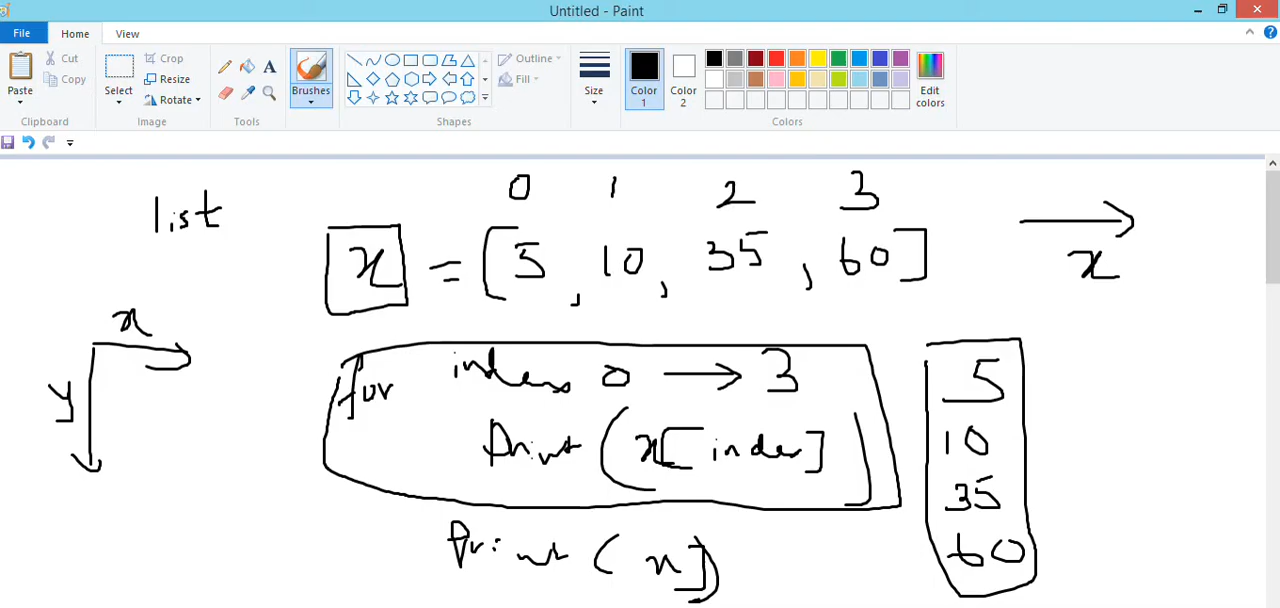 Untitled - Paint
File Home View
Cut
Copy
Paste
Clipboard
Select
Crop
Resize
Rotate
Image
Tools
Brushes
Outline
Fill
Shapes
Size
Color 1
Color 2
Edit colors
Colors
0 1 2 3
list
x = [5, 10, 35, 60]
x
x
y
for index 0 → 3
print (x[index])
print (x])
5
10
35
60